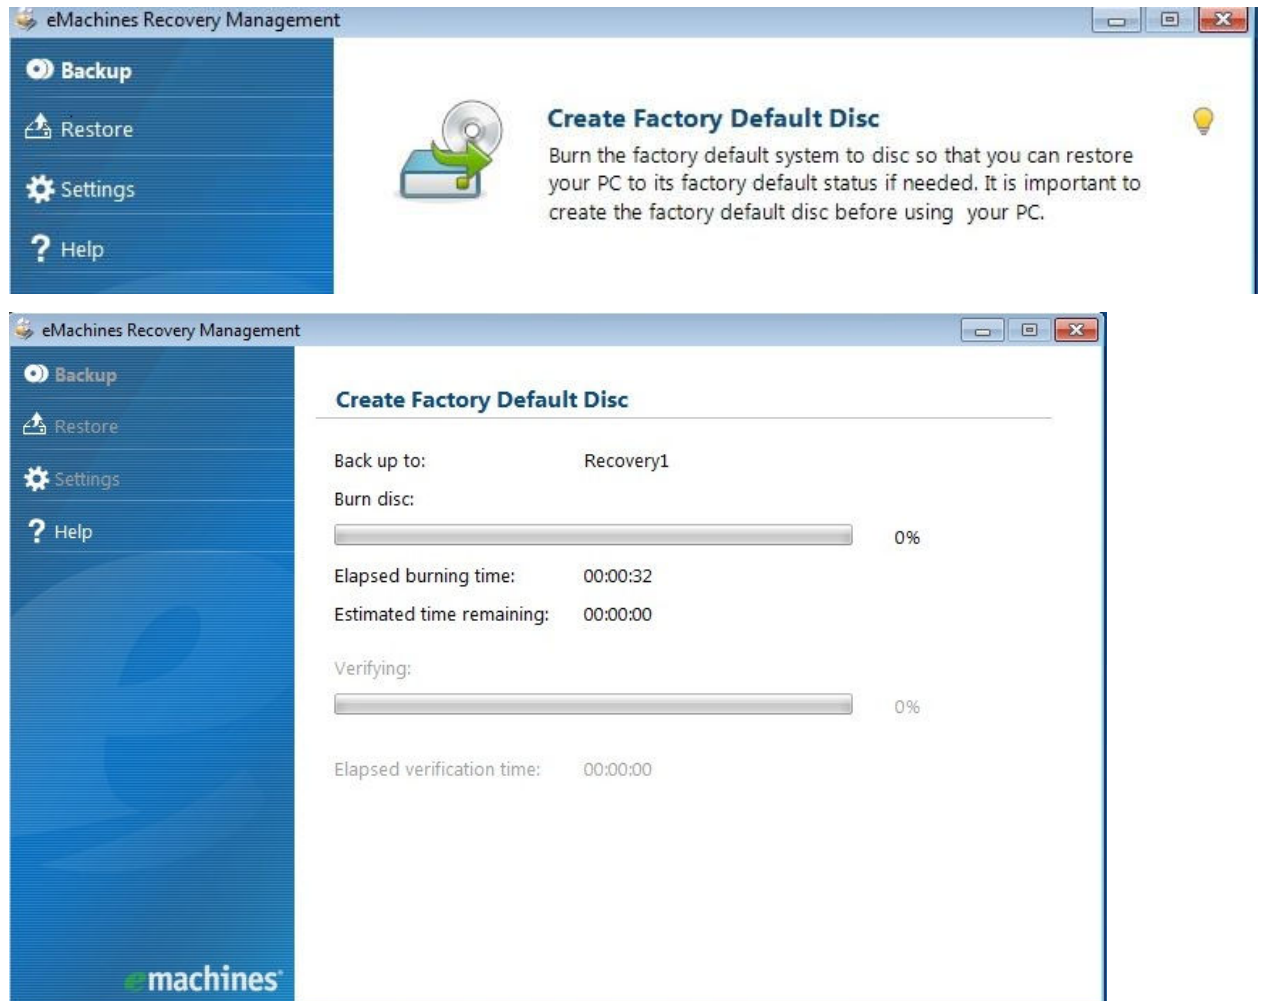 eMachines Recovery Management
Backup
Restore
Settings
? Help
Create Factory Default Disc
Burn the factory default system to disc so that you can restore
your PC to its factory default status if needed. It is important to
create the factory default disc before using your PC.
eMachines Recovery Management
Backup
Restore
Settings
? Help
Create Factory Default Disc
Back up to: Recovery1
Burn disc:
0%
Elapsed burning time: 00:00:32
Estimated time remaining: 00:00:00
Verifying:
0%
Elapsed verification time: 00:00:00
emachines